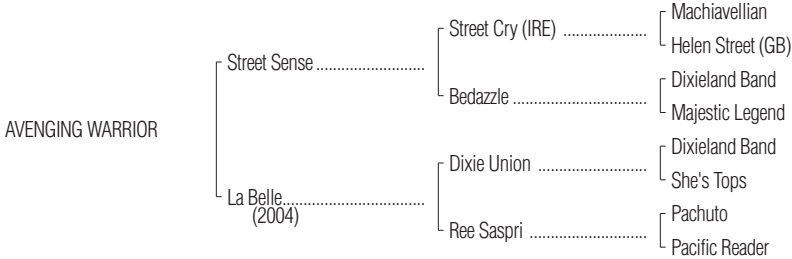 Machiavellian
Street Cry (IRE) .....................
Helen Street (GB)
Street Sense ...........................
Dixieland Band
Bedazzle ..................................
Majestic Legend
AVENGING WARRIOR
Dixieland Band
Dixie Union ...........................
She's Tops
La Belle....................................
(2004)
Pachuto
Ree Saspri .............................
Pacific Reader